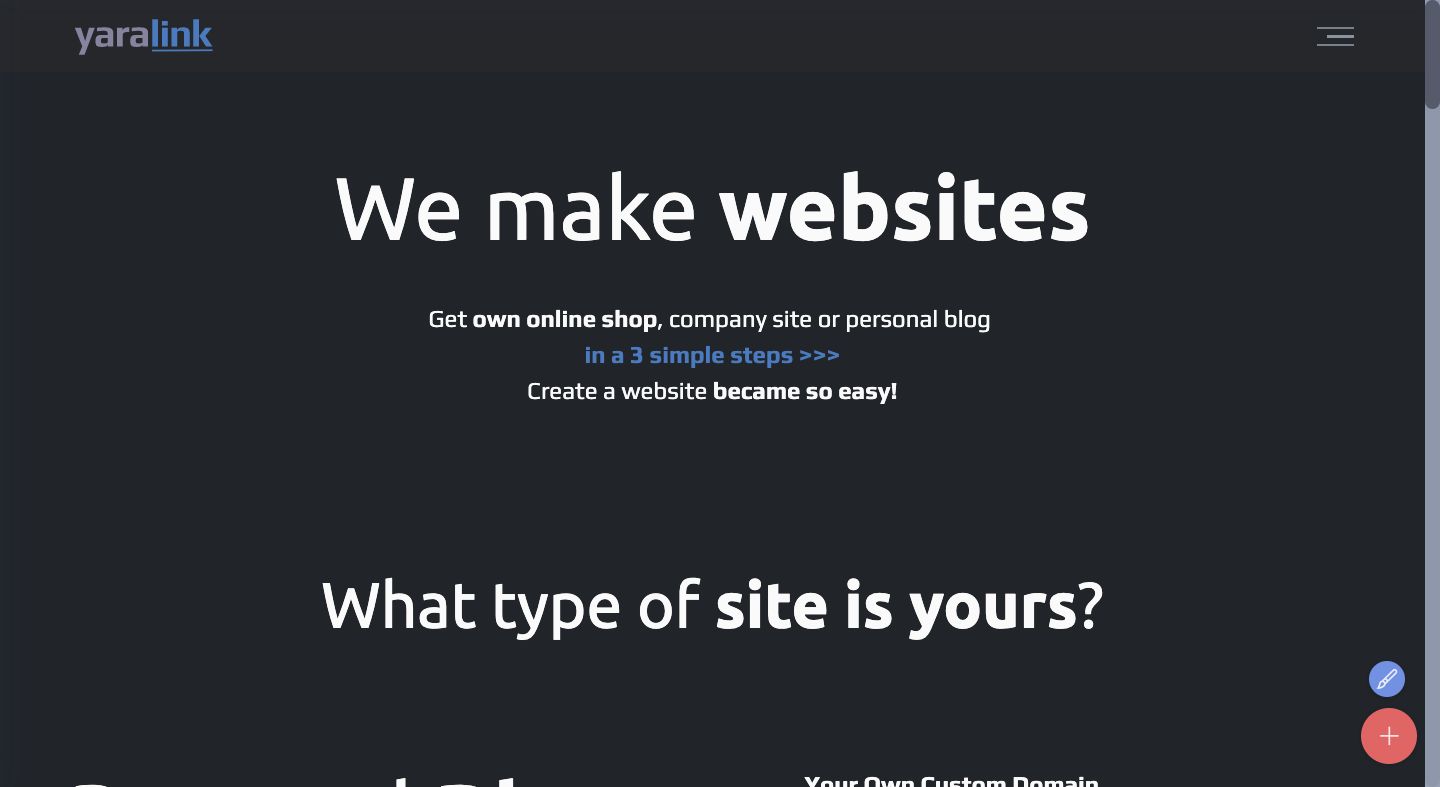 yaralink
We make websites
Get own online shop, company site or personal blog
in a 3 simple steps >>>
Create a website became so easy!
What type of site is yours?
Your Own Custom Domain